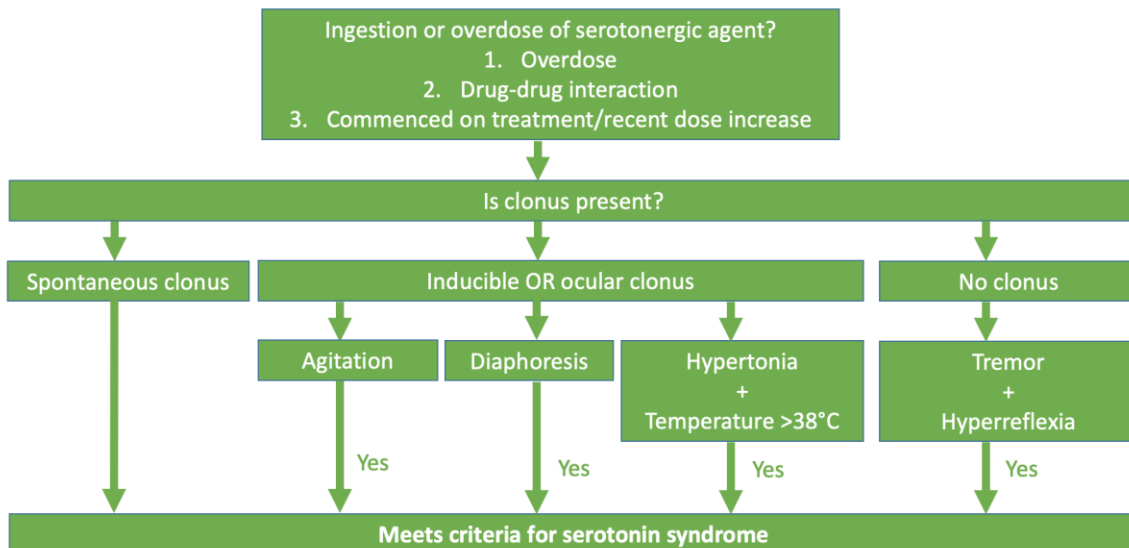 Ingestion or overdose of serotonergic agent?
1. Overdose
2. Drug-drug interaction
3. Commenced on treatment/recent dose increase
Is clonus present?
Spontaneous clonus
Inducible OR ocular clonus
No clonus
Agitation
Diaphoresis
Hypertonia
+
Temperature >38°C
Tremor
+
Hyperreflexia
Yes
Yes
Yes
Yes
Meets criteria for serotonin syndrome